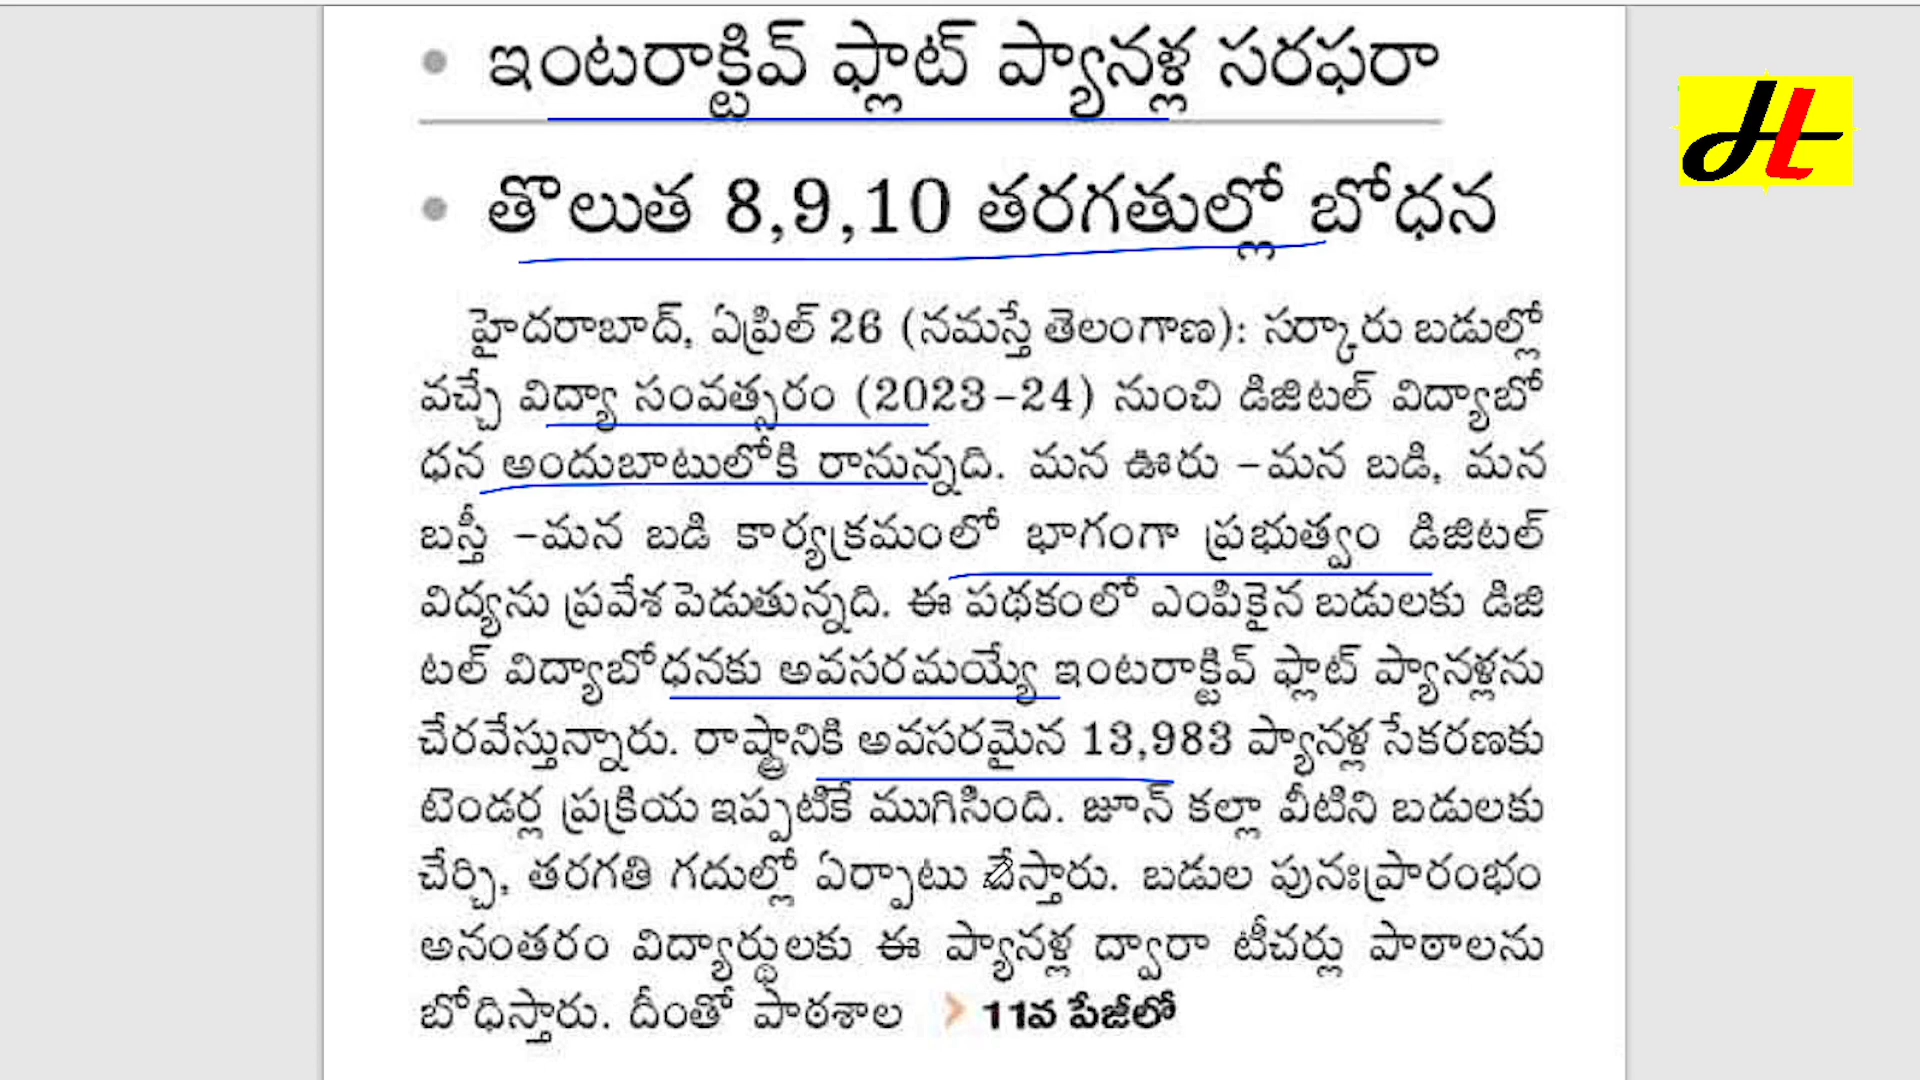 ఇంటరాక్టివ్ ఫ్లాట్ ప్యానళ్ల సరఫరా
తొలుత 8,9,10 తరగతుల్లో బోధన
హైదరాబాద్, ఏప్రిల్ 26 (నమస్తే తెలంగాణ): సర్కారు బడుల్లో
వచ్చే విద్యా సంవత్సరం (2023-24) నుంచి డిజిటల్ విద్యాబో
ధన అందుబాటులోకి రానున్నది. మన ఊరు -మన బడి, మన
బస్తీ -మన బడి కార్యక్రమంలో భాగంగా ప్రభుత్వం డిజిటల్
విద్యను ప్రవేశపెడుతున్నది. ఈ పథకంలో ఎంపికైన బడులకు డిజి
టల్ విద్యాబోధనకు అవసరమయ్యే ఇంటరాక్టివ్ ఫ్లాట్ ప్యానళ్లను
చేరవేస్తున్నారు. రాష్ట్రానికి అవసరమైన 13,983 ప్యానళ్ల సేకరణకు
టెండర్ల ప్రక్రియ ఇప్పటికే ముగిసింది. జూన్ కల్లా వీటిని బడులకు
చేర్చి, తరగతి గదుల్లో ఏర్పాటు చేస్తారు. బడుల పునఃప్రారంభం
అనంతరం విద్యార్థులకు ఈ ప్యానళ్ల ద్వారా టీచర్లు పాఠాలను
బోధిస్తారు. దీంతో పాఠశాల > 11వ పేజీలో